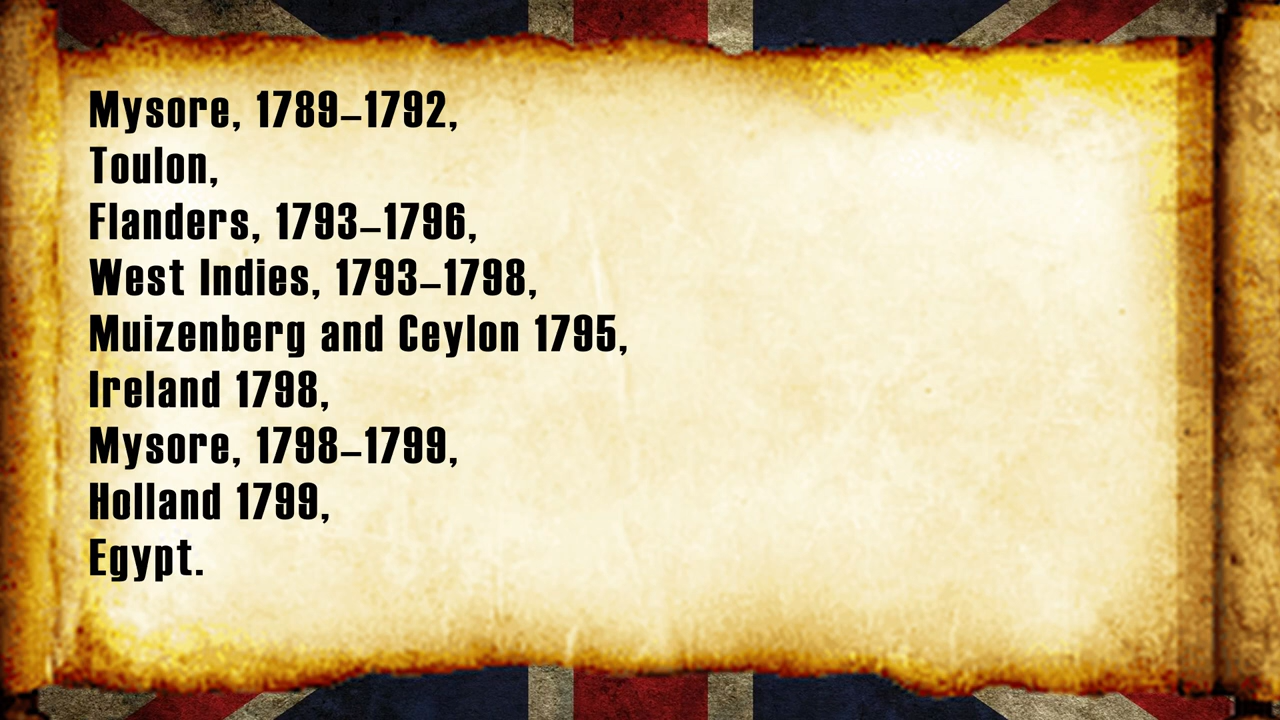 Mysore, 1789–1792,
Toulon,
Flanders, 1793–1796,
West Indies, 1793–1798,
Muizenberg and Ceylon 1795,
Ireland 1798,
Mysore, 1798–1799,
Holland 1799,
Egypt.